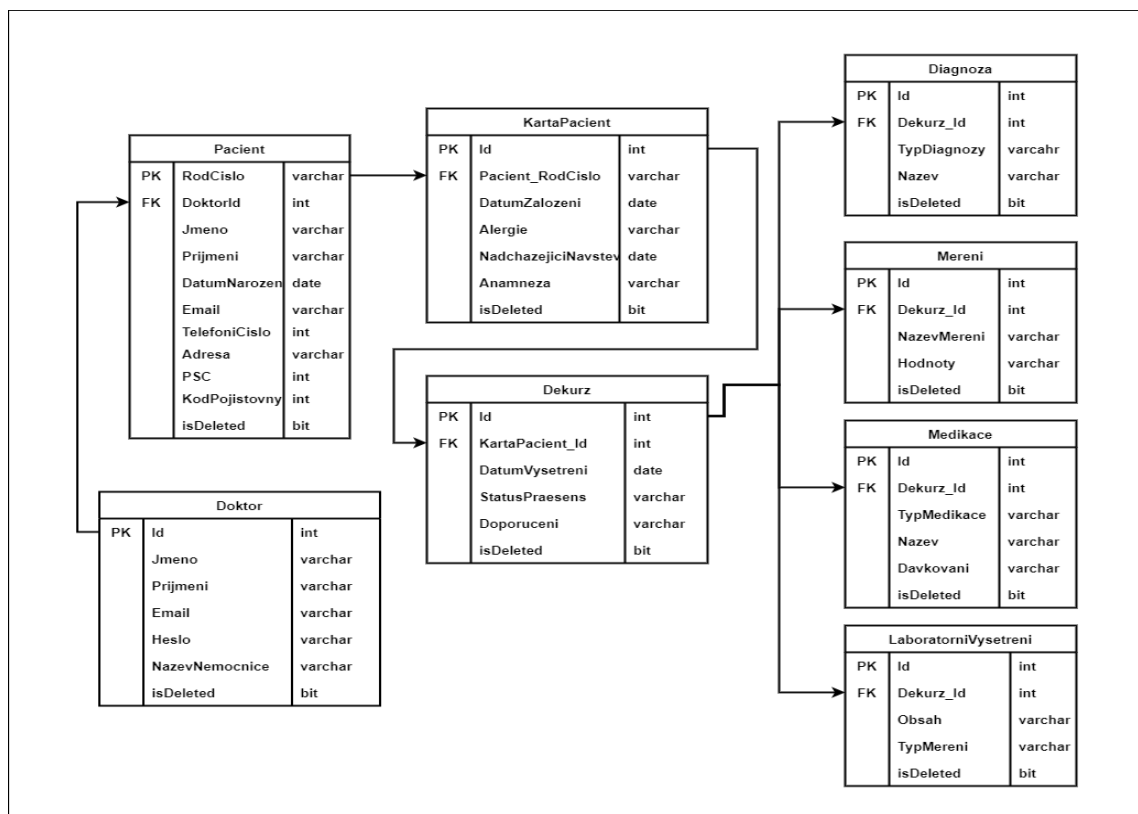 Pacient
PK RodCislo varchar
FK DoktorId int
Jmeno varchar
Prijmeni varchar
DatumNarozen date
Email varchar
TelefoniCislo int
Adresa varchar
PSC int
KodPojistovny int
isDeleted bit
Doktor
PK Id int
Jmeno varchar
Prijmeni varchar
Email varchar
Heslo varchar
NazevNemocnice varchar
isDeleted bit
KartaPacient
PK Id int
FK Pacient_RodCislo varchar
DatumZalozeni date
Alergie varchar
NadchazejiciNavstev date
Anamneza varchar
isDeleted bit
Dekurz
PK Id int
FK KartaPacient_Id int
DatumVysetreni date
StatusPraesens varchar
Doporuceni varchar
isDeleted bit
Diagnoza
PK Id int
FK Dekurz_Id int
TypDiagnozy varcahr
Nazev varchar
isDeleted bit
Mereni
PK Id int
FK Dekurz_Id int
NazevMereni varchar
Hodnoty varchar
isDeleted bit
Medikace
PK Id int
FK Dekurz_Id int
TypMedikace varchar
Nazev varchar
Davkovani varchar
isDeleted bit
LaboratorniVysetreni
PK Id int
FK Dekurz_Id int
Obsah varchar
TypMereni varchar
isDeleted bit